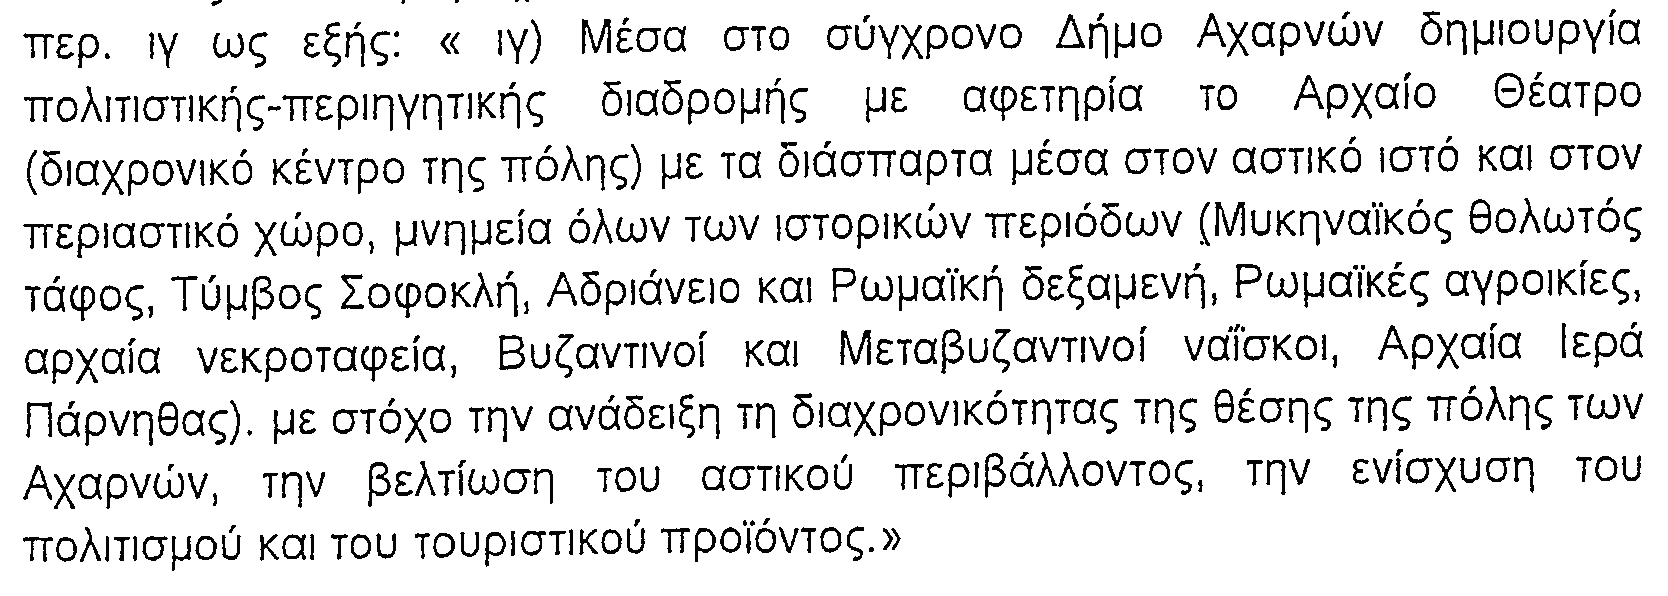 περ. ιγ ως εξής: « ιγ) Μέσα στο σύγχρονο Δήμο Αχαρνών δημιουργία
πολιτιστικής-περιηγητικής διαδρομής με αφετηρία το Αρχαίο Θέατρο
(διαχρονικό κέντρο της πόλης) με τα διάσπαρτα μέσα στον αστικό ιστό και στον
περιαστικό χώρο, μνημεία όλων των ιστορικών περιόδων (Μυκηναϊκός θολωτός
τάφος, Τύμβος Σοφοκλή, Αδριάνειο και Ρωμαϊκή δεξαμενή, Ρωμαϊκές αγροικίες,
αρχαία νεκροταφεία, Βυζαντινοί και Μεταβυζαντινοί ναΐσκοι, Αρχαία Ιερά
Πάρνηθας). με στόχο την ανάδειξη τη διαχρονικότητας της θέσης της πόλης των
Αχαρνών, την βελτίωση του αστικού περιβάλλοντος, την ενίσχυση του
πολιτισμού και του τουριστικού προϊόντος.»